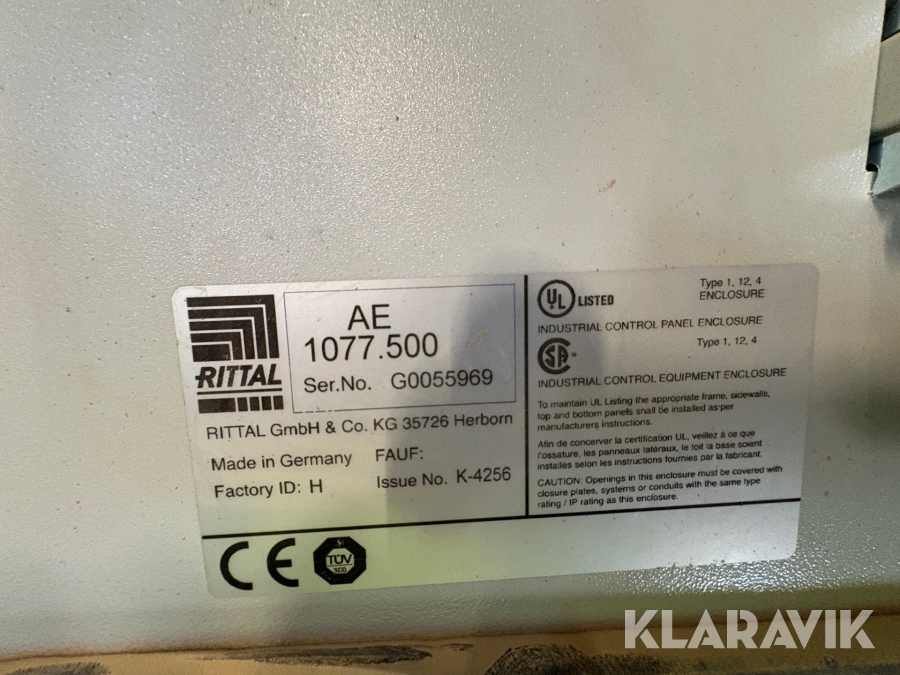 RITTAL
AE
1077.500
Ser.No. G0055969
RITTAL GmbH & Co. KG 35726 Herborn
Made in Germany FAUF:
Factory ID: H Issue No. K-4256
UL LISTED
Type 1, 12, 4
ENCLOSURE
INDUSTRIAL CONTROL PANEL ENCLOSURE
SA
Type 1, 12, 4
INDUSTRIAL CONTROL EQUIPMENT ENCLOSURE
To maintain UL Listing the appropriate frame, sidewalls,
top and bottom panels shall be installed as per
manufacturers instructions.
Afin de concerver la certification UL, veillez à ce que
l'ossature, les panneaux latéraux, le toit la base soient
installés selon les instructions fournies par la fabricant.
CAUTION: Openings in this enclosure must be covered with
closure plates, systems or conduits with the same type
rating / IP rating as this enclosure.
CE
TÜV
KLARAVIK